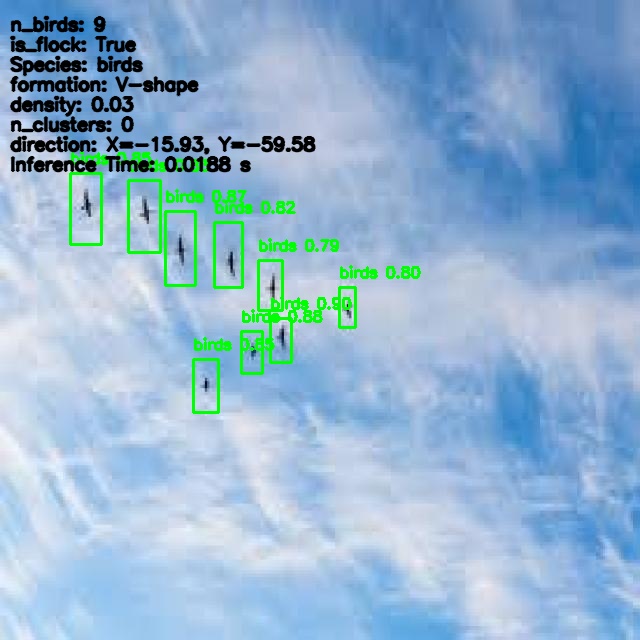 n_birds: 9
is_flock: True
Species: birds
formation: V-shape
density: 0.03
n_clusters: 0
direction: X=-15.93, Y=-59.58
Inference Time: 0.0188 s
birds 0.87
birds 0.82
birds 0.79
birds 0.80
birds 0.90
birds 0.88
birds